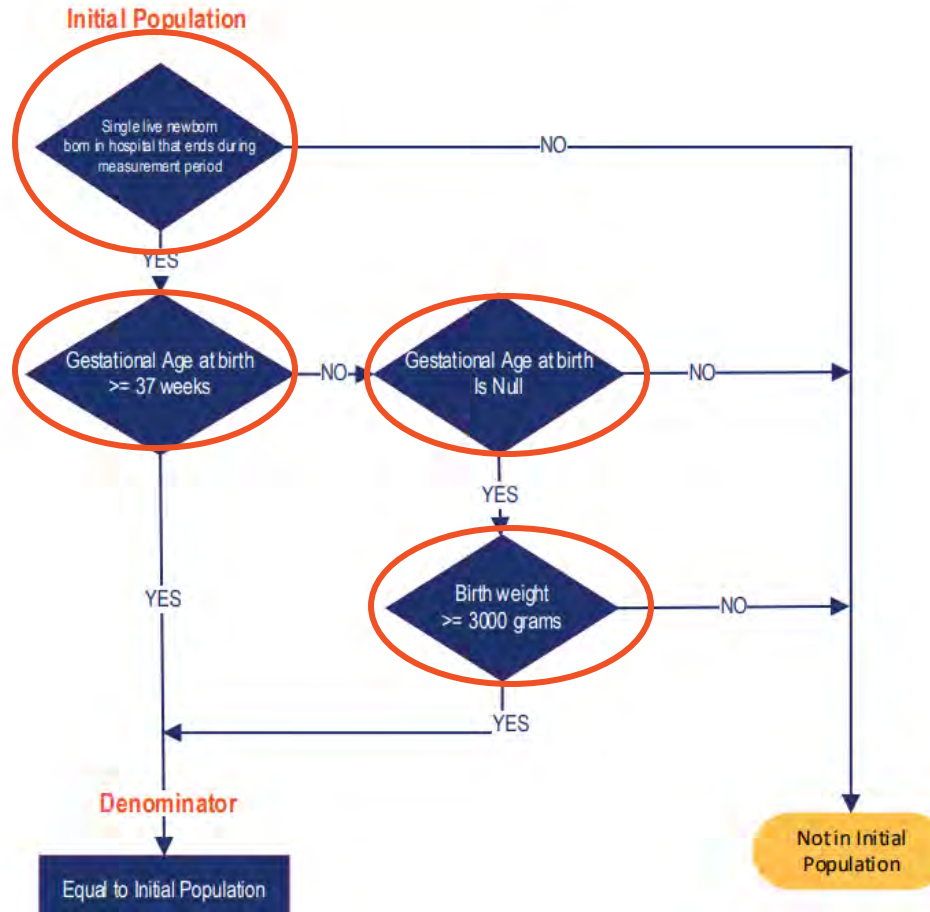 Initial Population
Single live newborn
born in hospital that ends during
measurement period
NO
YES
Gestational Age at birth
>= 37 weeks
NO
Gestational Age at birth
Is Null
NO
YES
YES
Birth weight
>= 3000 grams
NO
YES
Denominator
Equal to Initial Population
Not in Initial
Population